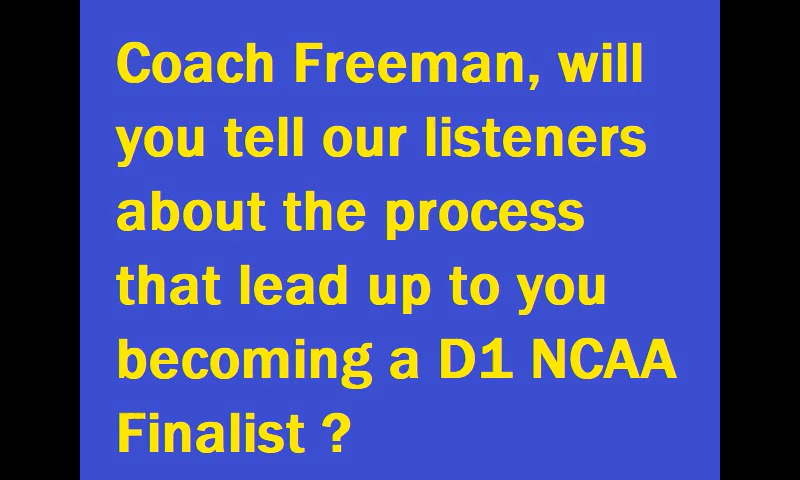 Coach Freeman, will
you tell our listeners
about the process
that lead up to you
becoming a D1 NCAA
Finalist ?